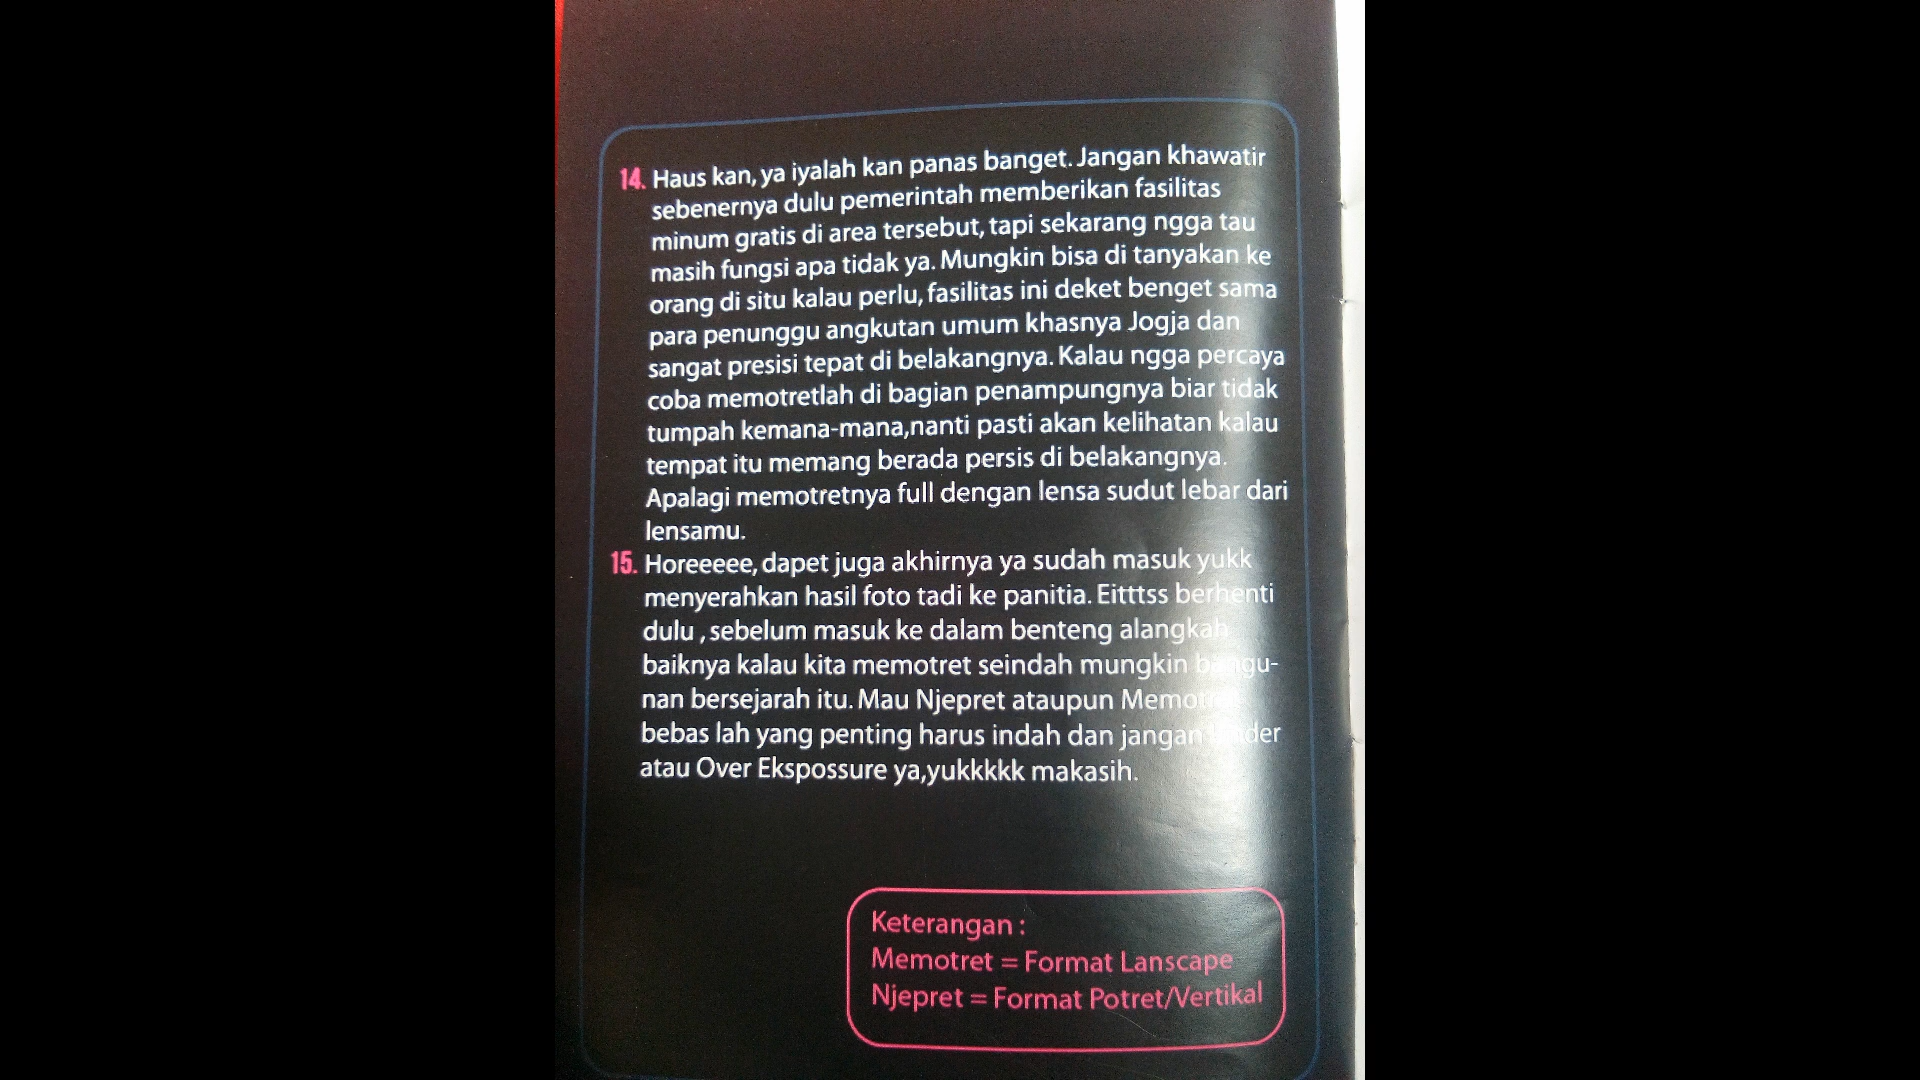 14. Haus kan, ya iyalah kan panas banget. Jangan khawatir
sebenernya dulu pemerintah memberikan fasilitas
minum gratis di area tersebut, tapi sekarang ngga tau
masih fungsi apa tidak ya. Mungkin bisa di tanyakan ke
orang di situ kalau perlu, fasilitas ini deket benget sama
para penunggu angkutan umum khasnya Jogja dan
sangat presisi tepat di belakangnya. Kalau ngga percaya
coba memotretlah di bagian penampungnya biar tidak
tumpah kemana-mana,nanti pasti akan kelihatan kalau
tempat itu memang berada persis di belakangnya.
Apalagi memotretnya full dengan lensa sudut lebar dari
lensamu.
15. Horeeeee, dapet juga akhirnya ya sudah masuk yukk
menyerahkan hasil foto tadi ke panitia. Eitttss berhenti
dulu , sebelum masuk ke dalam benteng alangkah
baiknya kalau kita memotret seindah mungkin bangu-
nan bersejarah itu. Mau Njepret ataupun
bebas lah yang penting harus indah dan jangan
atau Over Ekspossure ya,yukkkkk makasih.
Keterangan :
Memotret = Format Lanscape
Njepret = Format Potret/Vertikal